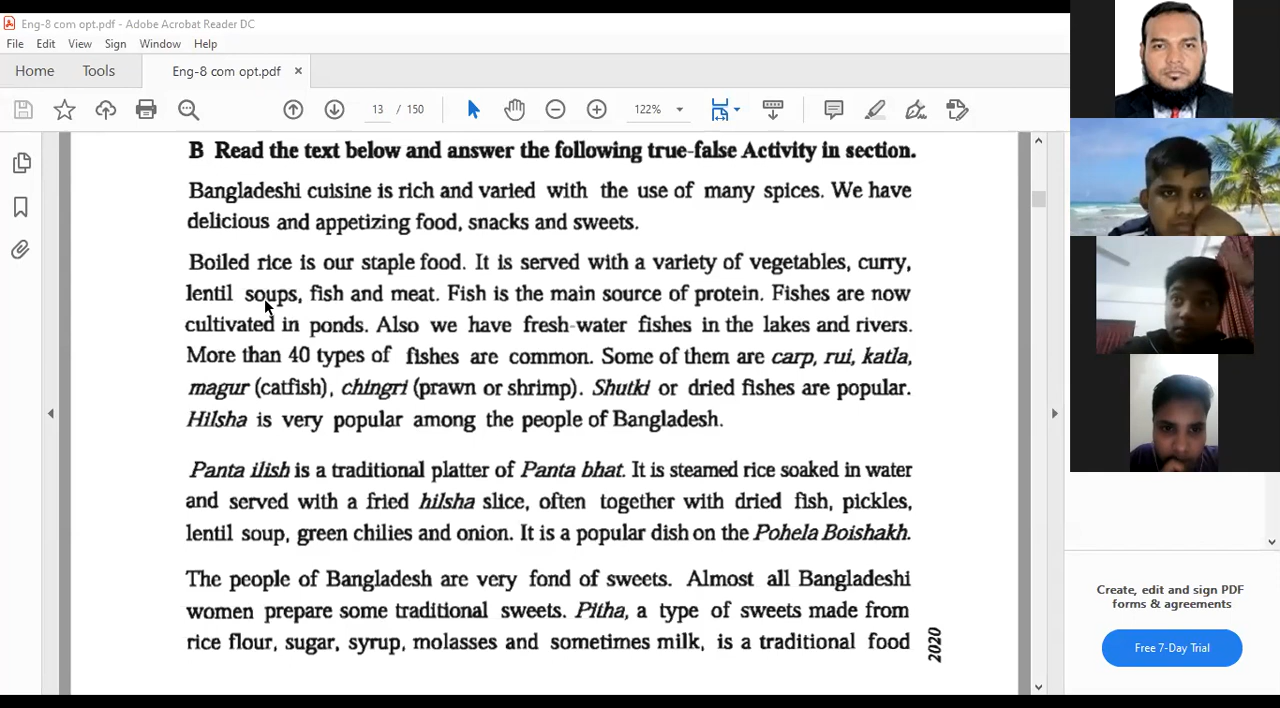 Eng-8 com opt.pdf - Adobe Acrobat Reader DC
File Edit View Sign Window Help
Home Tools Eng-8 com opt.pdf ×
13 / 150 122%
B Read the text below and answer the following true-false Activity in section.
Bangladeshi cuisine is rich and varied with the use of many spices. We have
delicious and appetizing food, snacks and sweets.
Boiled rice is our staple food. It is served with a variety of vegetables, curry,
lentil soups, fish and meat. Fish is the main source of protein. Fishes are now
cultivated in ponds. Also we have fresh-water fishes in the lakes and rivers.
More than 40 types of fishes are common. Some of them are carp, rui, katla,
magur (catfish), chingri (prawn or shrimp). Shutki or dried fishes are popular.
Hilsha is very popular among the people of Bangladesh.
Panta ilish is a traditional platter of Panta bhat. It is steamed rice soaked in water
and served with a fried hilsha slice, often together with dried fish, pickles,
lentil soup, green chilies and onion. It is a popular dish on the Pohela Boishakh.
The people of Bangladesh are very fond of sweets. Almost all Bangladeshi
women prepare some traditional sweets. Pitha, a type of sweets made from
rice flour, sugar, syrup, molasses and sometimes milk, is a traditional food
2020
Create, edit and sign PDF
forms & agreements
Free 7-Day Trial